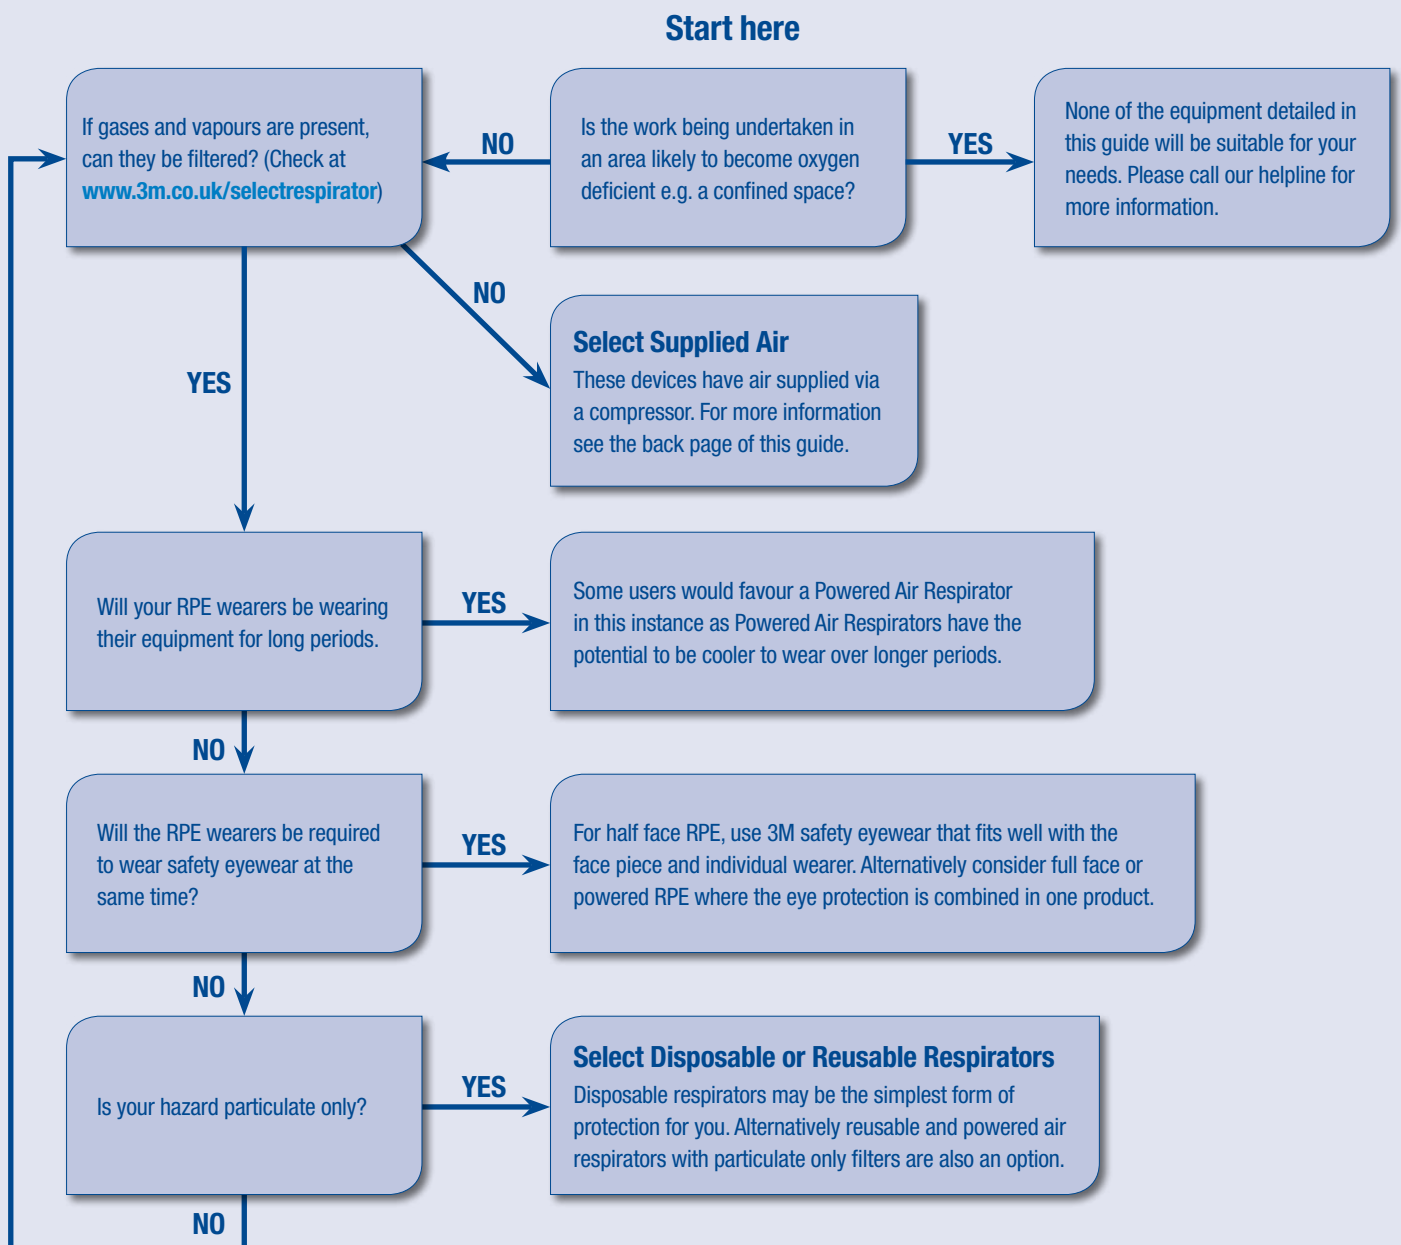 Start here
If gases and vapours are present,
can they be filtered? (Check at
www.3m.co.uk/selectrespirator)
NO
Is the work being undertaken in
an area likely to become oxygen
deficient e.g. a confined space?
YES
None of the equipment detailed in
this guide will be suitable for your
needs. Please call our helpline for
more information.
NO
Select Supplied Air
These devices have air supplied via
a compressor. For more information
see the back page of this guide.
YES
Will your RPE wearers be wearing
their equipment for long periods.
YES
Some users would favour a Powered Air Respirator
in this instance as Powered Air Respirators have the
potential to be cooler to wear over longer periods.
NO
Will the RPE wearers be required
to wear safety eyewear at the
same time?
YES
For half face RPE, use 3M safety eyewear that fits well with the
face piece and individual wearer. Alternatively consider full face or
powered RPE where the eye protection is combined in one product.
NO
Is your hazard particulate only?
YES
Select Disposable or Reusable Respirators
Disposable respirators may be the simplest form of
protection for you. Alternatively reusable and powered air
respirators with particulate only filters are also an option.
NO